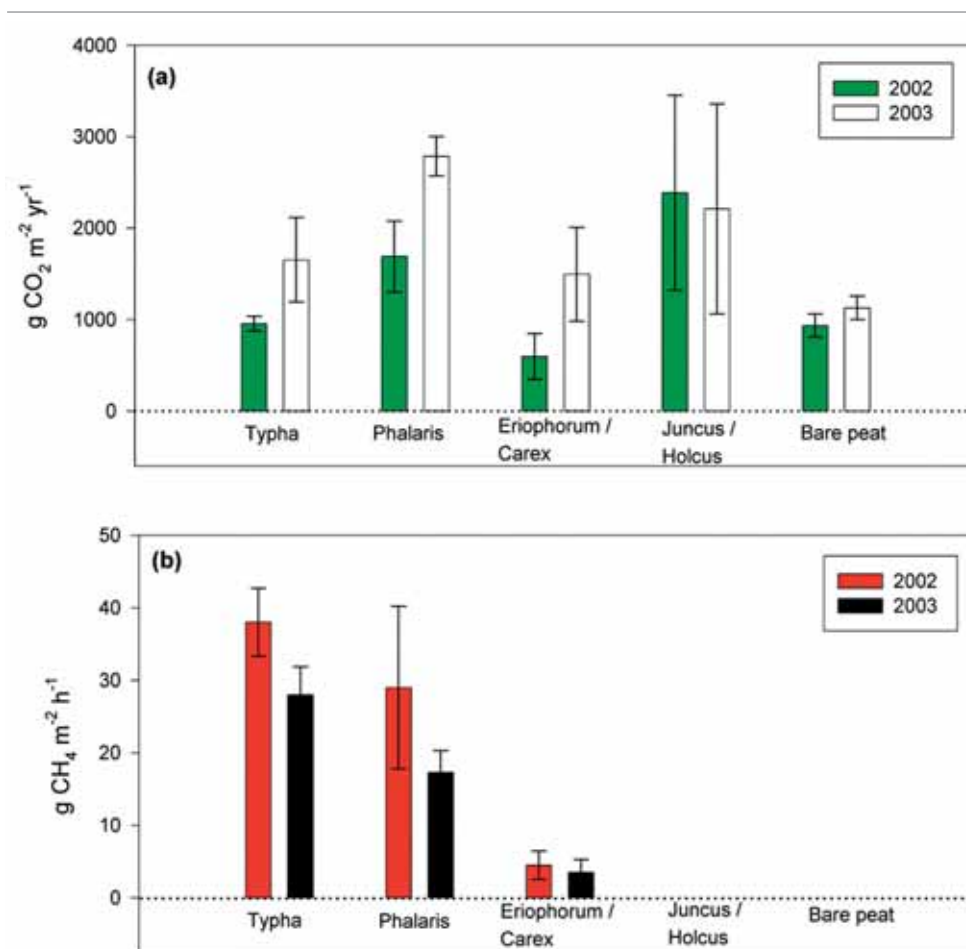 4000
(a)
2002
2003
3000
g CO₂ m⁻² yr⁻¹
2000
1000
0
Typha
Phalaris
Eriophorum /
Carex
Juncus /
Holcus
Bare peat
50
(b)
2002
2003
40
30
g CH₄ m⁻² h⁻¹
20
10
0
Typha
Phalaris
Eriophorum /
Carex
Juncus /
Holcus
Bare peat